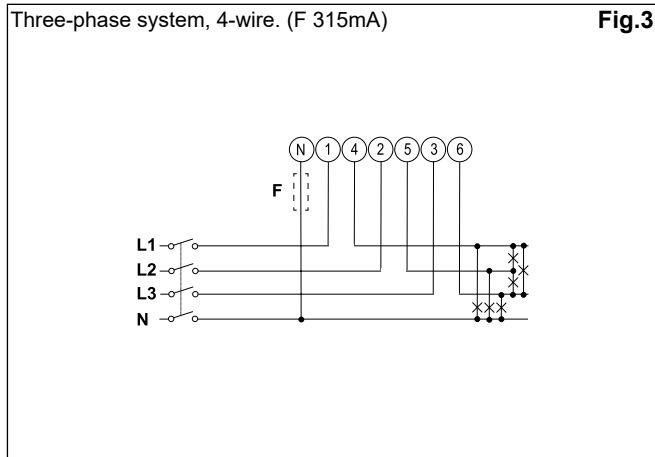 Three-phase system, 4-wire. (F 315mA) Fig.3
N 1 4 2 5 3 6
F
L1
L2
L3
N